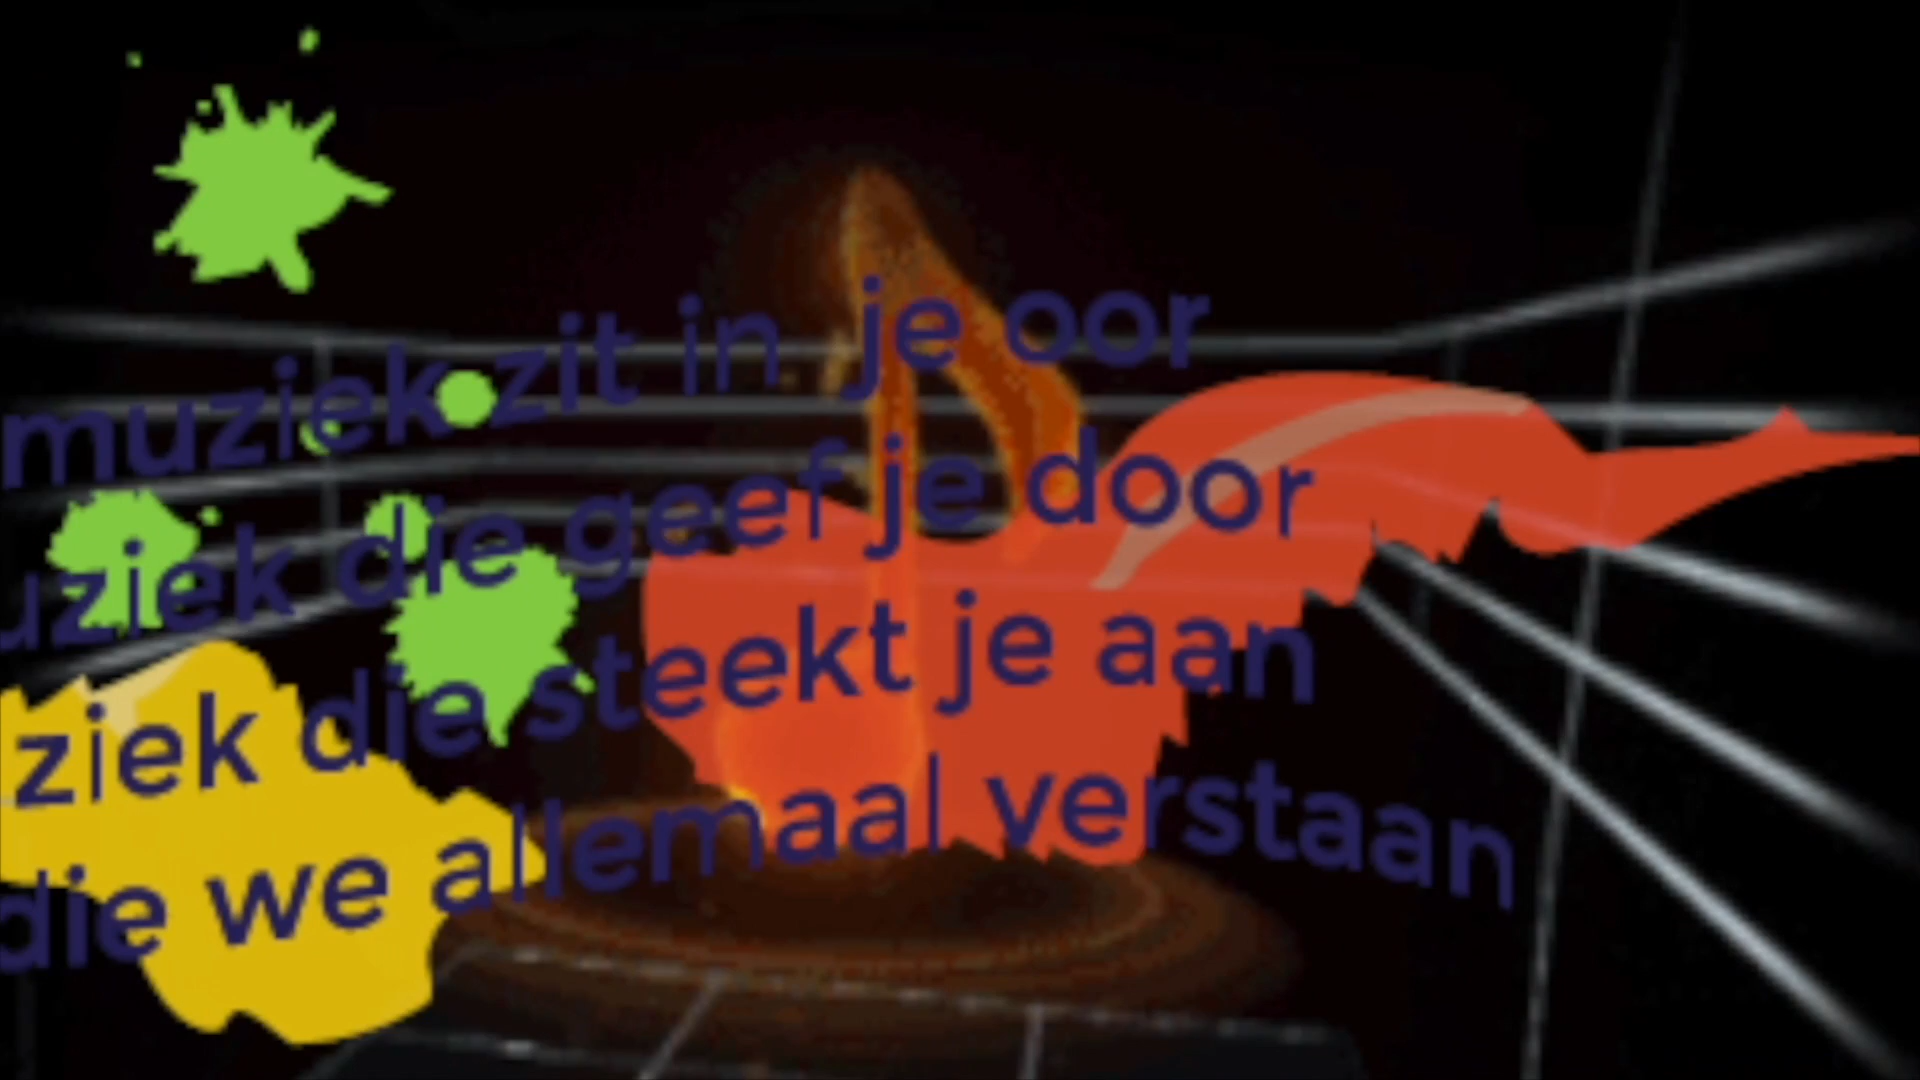 muziek zit in je oor
uziek die geef je door
ziek die steekt je aan
die we allemaal verstaan